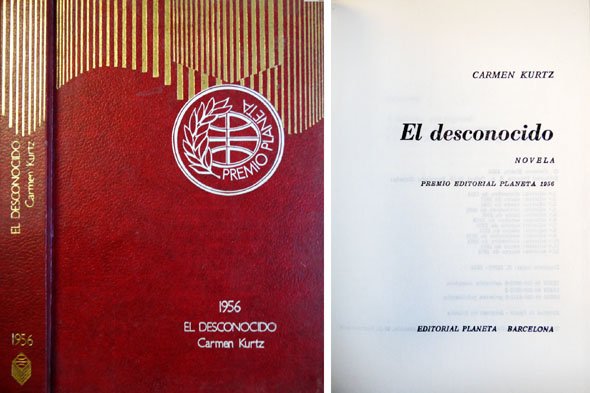 EL DESCONOCIDO
Carmen Kurtz
1956
PREMIO PLANETA
1956
EL DESCONOCIDO
Carmen Kurtz
CARMEN KURTZ
El desconocido
NOVELA
PREMIO EDITORIAL PLANETA 1956
EDITORIAL PLANETA BARCELONA